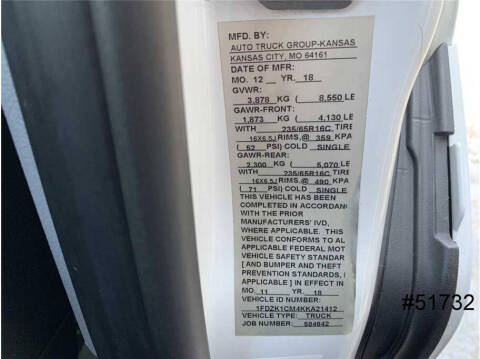 MFD. BY:
AUTO TRUCK GROUP-KANSAS
KANSAS CITY, MO 64161
DATE OF MFR:
MO. 12 YR. 18
GVWR:
3,878 KG ( 8,550 LB
GAWR-FRONT:
1,873 KG ( 4,130 LB
WITH 235/65R16C TIRE
16X6.5J RIMS,@ 359 KPA
( 52 PSI) COLD SINGLE
GAWR-REAR:
2,300 KG ( 5,070 LB
WITH 235/65R16C TIRE
16X6.5J RIMS,@ 490 KPA
( 71 PSI) COLD SINGLE
THIS VEHICLE HAS BEEN
COMPLETED IN ACCORDANC
WITH THE PRIOR
MANUFACTURERS' IVD,
WHERE APPLICABLE. THIS
VEHICLE CONFORMS TO AL
APPLICABLE FEDERAL MOT
VEHICLE SAFETY STANDAR
[ AND BUMPER AND THEFT
PREVENTION STANDARDS, I
APPLICABLE ] IN EFFECT IN
MO. 11 YR. 18
1FDZK1CM4KKA21412
VEHICLE TYPE: TRUCK
JOB NUMBER: 504642
#51732